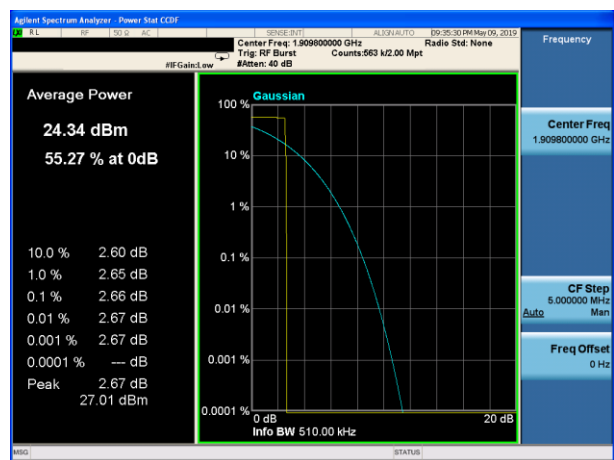 Agilent Spectrum Analyzer - Power Stat CCDF
RL RF 50 Ω AC SENSE:INT ALIGNAUTO 09:35:30 PM May 09, 2019
Center Freq: 1.909800000 GHz Radio Std: None
Trig: RF Burst Counts:563 k/2.00 Mpt
#IFGain:Low #Atten: 40 dB
Frequency
Average Power
24.34 dBm
55.27 % at 0dB
10.0 % 2.60 dB
1.0 % 2.65 dB
0.1 % 2.66 dB
0.01 % 2.67 dB
0.001 % 2.67 dB
0.0001 % --- dB
Peak 2.67 dB
27.01 dBm
Gaussian
100 %
10 %
1 %
0.1 %
0.01 %
0.001 %
0.0001 %
0 dB 20 dB
Info BW 510.00 kHz
Center Freq
1.909800000 GHz
CF Step
5.000000 MHz
Auto Man
Freq Offset
0 Hz
MSG STATUS